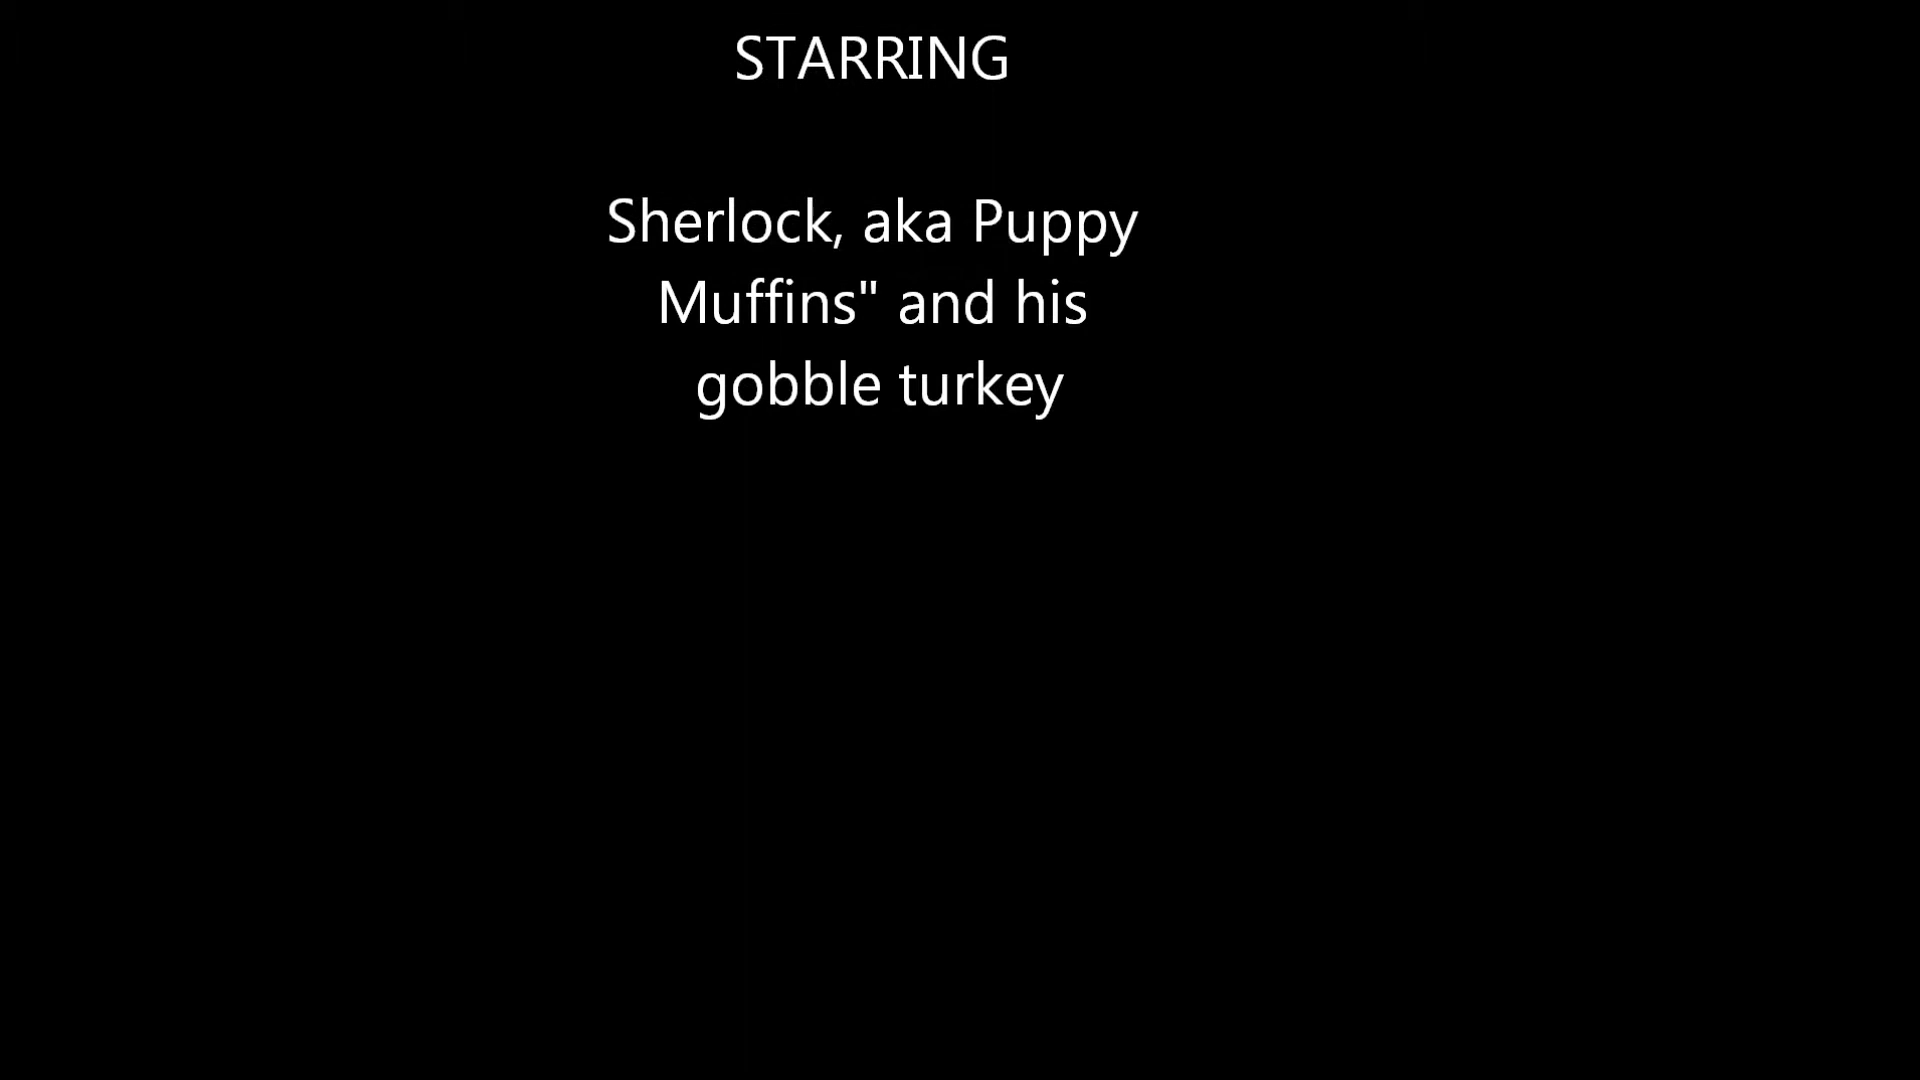 STARRING
Sherlock, aka Puppy
Muffins" and his
gobble turkey